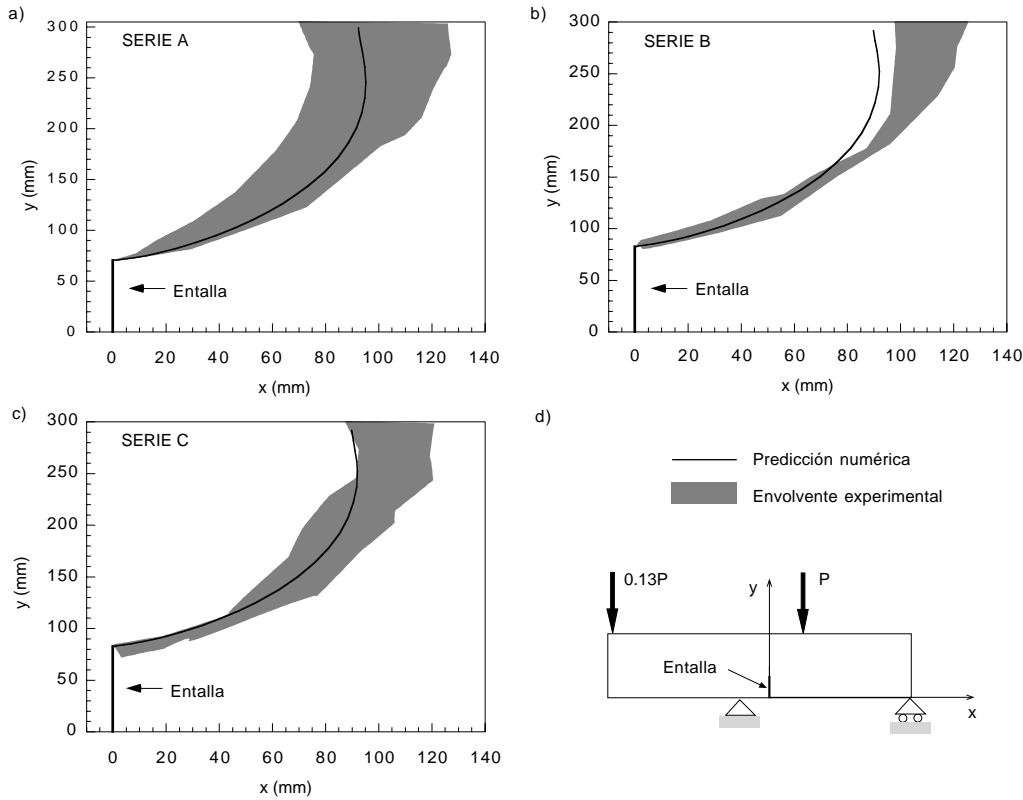 a)
SERIE A
300
250
200
150
100
50
0
y (mm)
Entalla
0 20 40 60 80 100 120 140
x (mm)
b)
SERIE B
300
250
200
150
100
50
0
y (mm)
Entalla
0 20 40 60 80 100 120 140
x (mm)
c)
SERIE C
300
250
200
150
100
50
0
y (mm)
Entalla
0 20 40 60 80 100 120 140
x (mm)
d)
Predicción numérica
Envolvente experimental
0.13P
y
P
Entalla
x